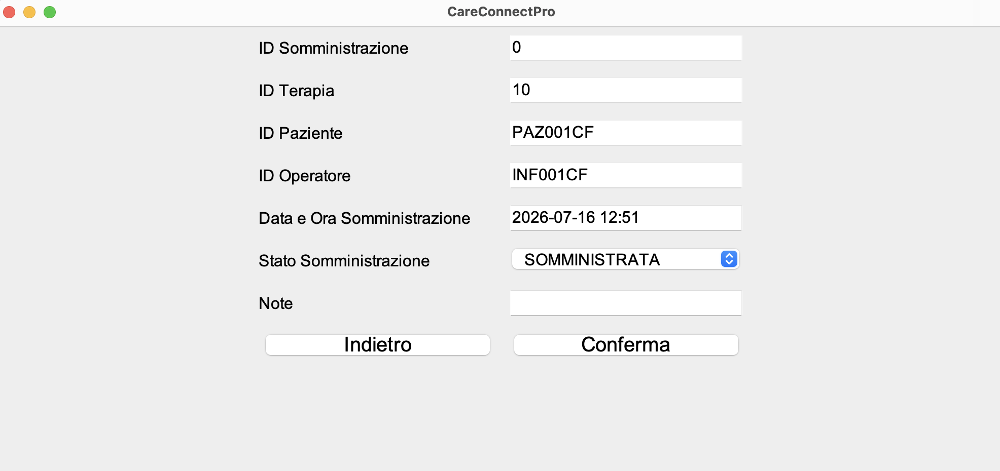 CareConnectPro
ID Somministrazione 0
ID Terapia 10
ID Paziente PAZ001CF
ID Operatore INF001CF
Data e Ora Somministrazione 2026-07-16 12:51
Stato Somministrazione SOMMINISTRATA
Note
Indietro Conferma